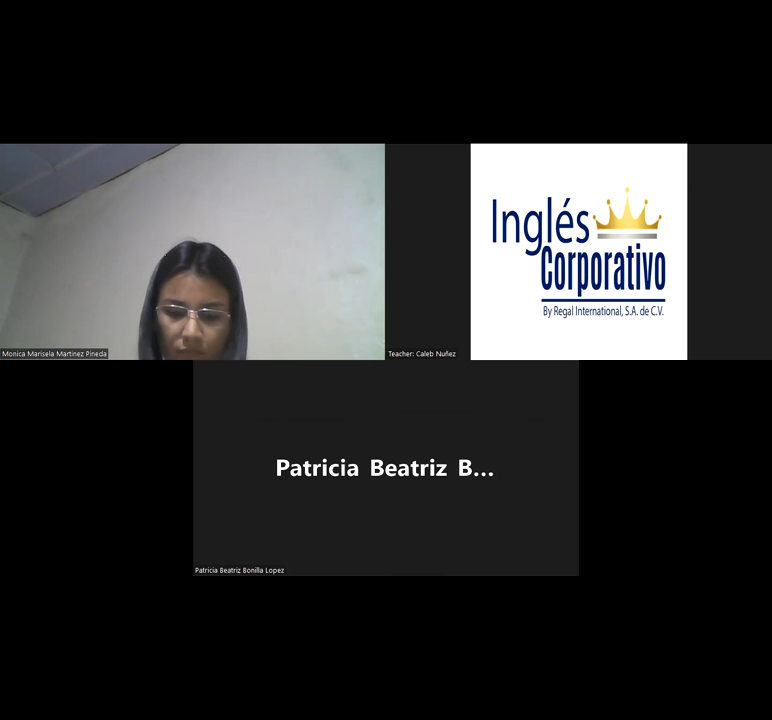 Inglés
Corporativo
By Regal International, S.A. de C.V.
Monica Marisela Martinez Pineda
Teacher: Caleb Nuñez
Patricia Beatriz B...
Patricia Beatriz Bonilla Lopez